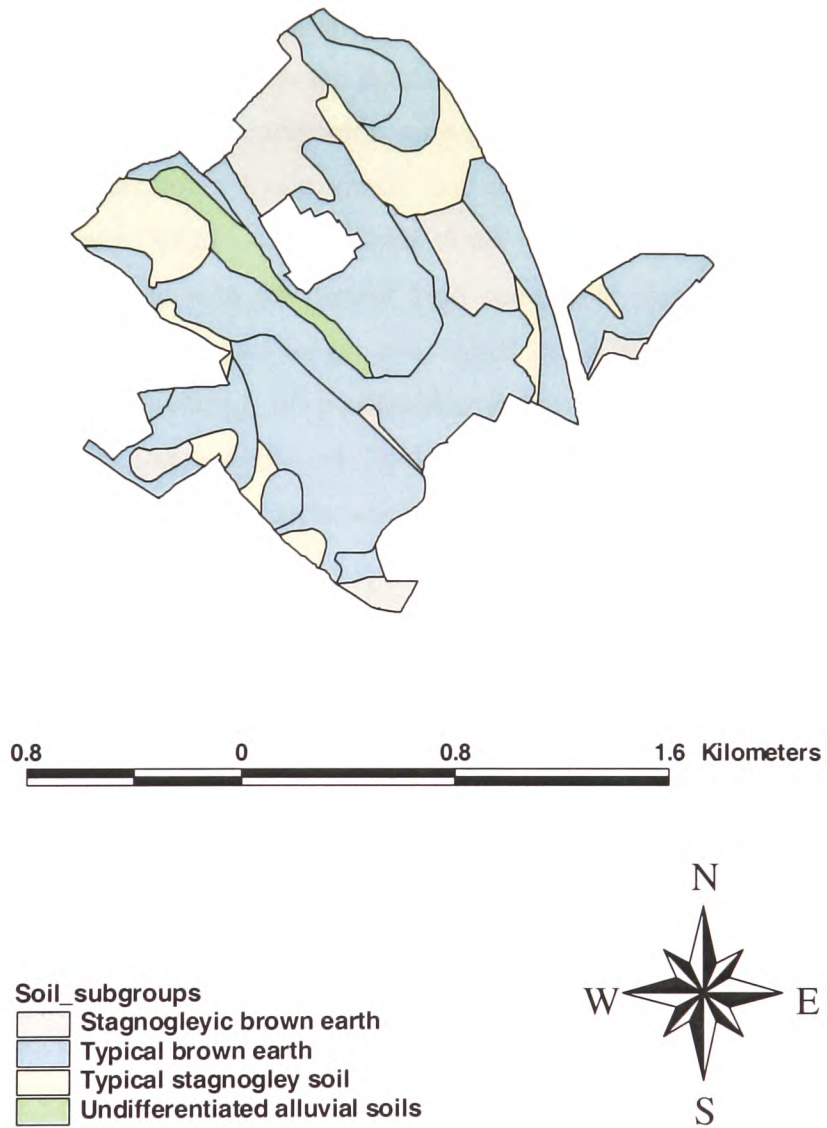 0.8 0 0.8 1.6 Kilometers
N
W E
S
Soil_subgroups
Stagnogleyic brown earth
Typical brown earth
Typical stagnogley soil
Undifferentiated alluvial soils